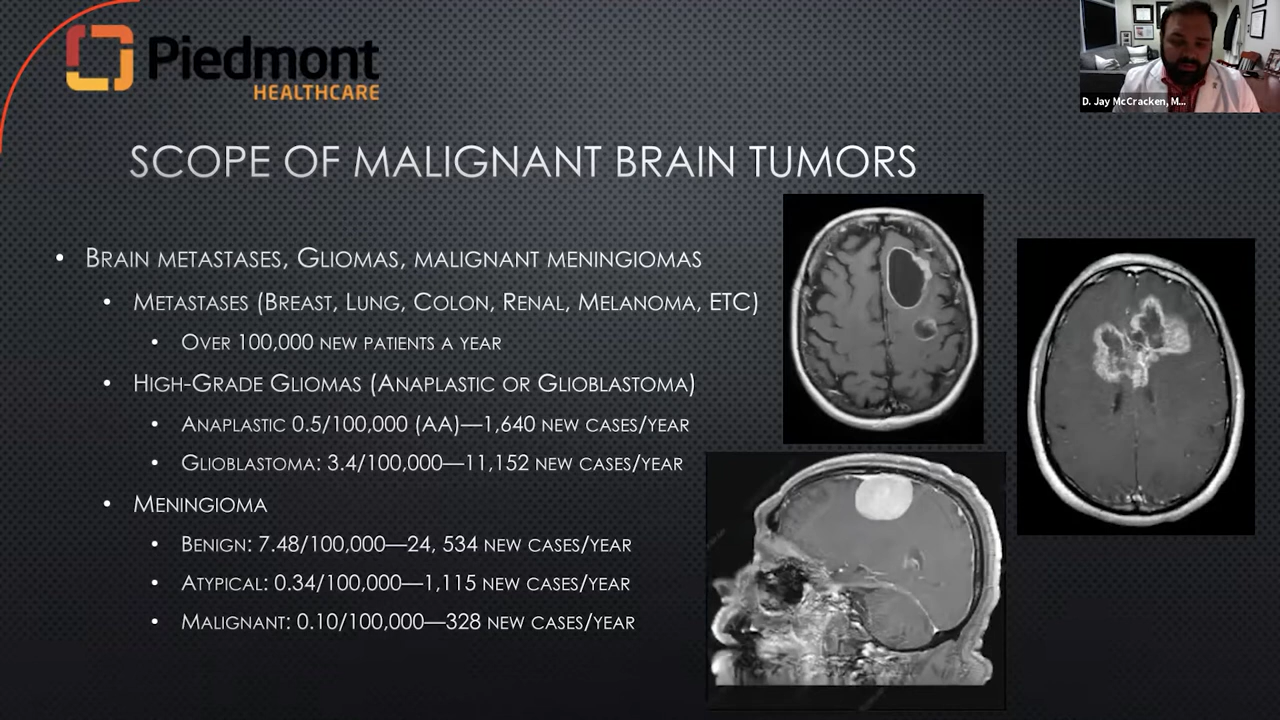 Piedmont
HEALTHCARE
D. Jay McCracken, M...
SCOPE OF MALIGNANT BRAIN TUMORS
• BRAIN METASTASES, GLIOMAS, MALIGNANT MENINGIOMAS
• METASTASES (BREAST, LUNG, COLON, RENAL, MELANOMA, ETC)
• OVER 100,000 NEW PATIENTS A YEAR
• HIGH-GRADE GLIOMAS (ANAPLASTIC OR GLIOBLASTOMA)
• ANAPLASTIC 0.5/100,000 (AA)—1,640 NEW CASES/YEAR
• GLIOBLASTOMA: 3.4/100,000—11,152 NEW CASES/YEAR
• MENINGIOMA
• BENIGN: 7.48/100,000—24, 534 NEW CASES/YEAR
• ATYPICAL: 0.34/100,000—1,115 NEW CASES/YEAR
• MALIGNANT: 0.10/100,000—328 NEW CASES/YEAR